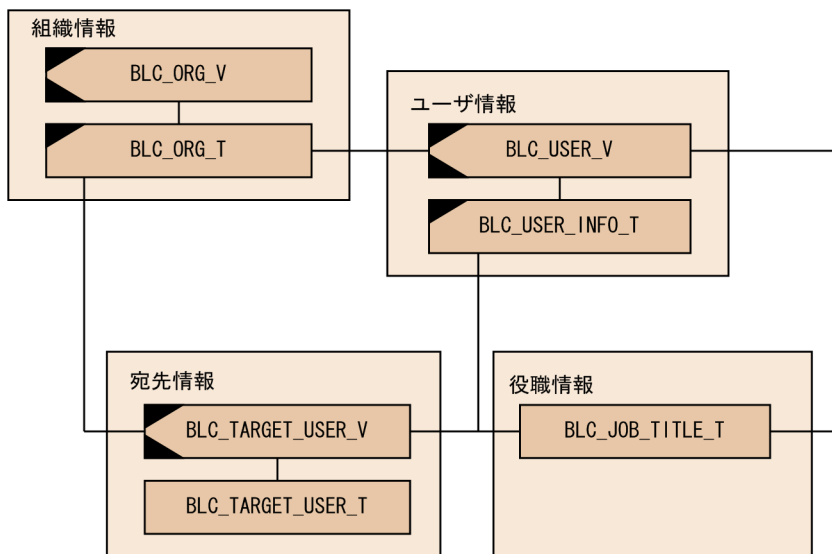 組織情報
BLC_ORG_V
BLC_ORG_T
ユーザ情報
BLC_USER_V
BLC_USER_INFO_T
宛先情報
BLC_TARGET_USER_V
BLC_TARGET_USER_T
役職情報
BLC_JOB_TITLE_T